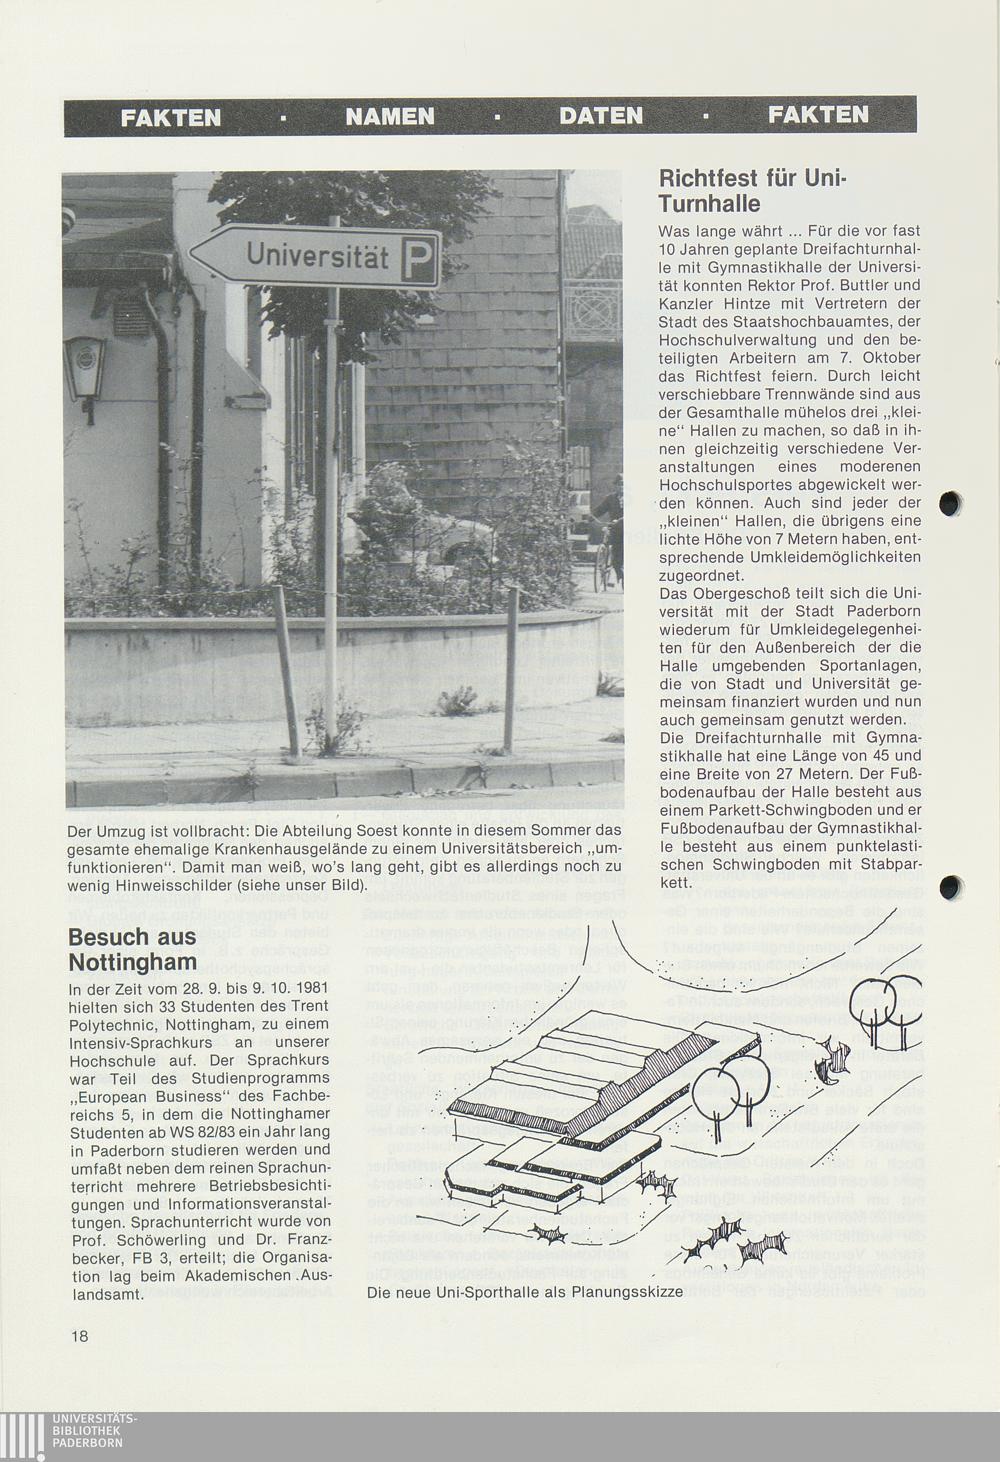 FAKTEN · NAMEN · DATEN · FAKTEN
Universität P
Der Umzug ist vollbracht: Die Abteilung Soest konnte in diesem Sommer das
gesamte ehemalige Krankenhausgelände zu einem Universitätsbereich „um-
funktionieren“. Damit man weiß, wo's lang geht, gibt es allerdings noch zu
wenig Hinweisschilder (siehe unser Bild).
Besuch aus
Nottingham
In der Zeit vom 28. 9. bis 9. 10. 1981
hielten sich 33 Studenten des Trent
Polytechnic, Nottingham, zu einem
Intensiv-Sprachkurs an unserer
Hochschule auf. Der Sprachkurs
war Teil des Studienprogramms
„European Business“ des Fachbe-
reichs 5, in dem die Nottinghamer
Studenten ab WS 82/83 ein Jahr lang
in Paderborn studieren werden und
umfaßt neben dem reinen Sprachun-
terricht mehrere Betriebsbesichti-
gungen und Informationsveranstal-
tungen. Sprachunterricht wurde von
Prof. Schöwerling und Dr. Franz-
becker, FB 3, erteilt; die Organisa-
tion lag beim Akademischen .Aus-
landsamt.
Richtfest für Uni-
Turnhalle
Was lange währt ... Für die vor fast
10 Jahren geplante Dreifachturnhal-
le mit Gymnastikhalle der Universi-
tät konnten Rektor Prof. Buttler und
Kanzler Hintze mit Vertretern der
Stadt des Staatshochbauamtes, der
Hochschulverwaltung und den be-
teiligten Arbeitern am 7. Oktober
das Richtfest feiern. Durch leicht
verschiebbare Trennwände sind aus
der Gesamthalle mühelos drei „klei-
ne“ Hallen zu machen, so daß in ih-
nen gleichzeitig verschiedene Ver-
anstaltungen eines moderenen
Hochschulsportes abgewickelt wer-
den können. Auch sind jeder der
„kleinen“ Hallen, die übrigens eine
lichte Höhe von 7 Metern haben, ent-
sprechende Umkleidemöglichkeiten
zugeordnet.
Das Obergeschoß teilt sich die Uni-
versität mit der Stadt Paderborn
wiederum für Umkleidegelegenhei-
ten für den Außenbereich der die
Halle umgebenden Sportanlagen,
die von Stadt und Universität ge-
meinsam finanziert wurden und nun
auch gemeinsam genutzt werden.
Die Dreifachturnhalle mit Gymna-
stikhalle hat eine Länge von 45 und
eine Breite von 27 Metern. Der Fuß-
bodenaufbau der Halle besteht aus
einem Parkett-Schwingboden und er
Fußbodenaufbau der Gymnastikhal-
le besteht aus einem punktelasti-
schen Schwingboden mit Stabpar-
kett.
Die neue Uni-Sporthalle als Planungsskizze
18
UNIVERSITÄTS-
BIBLIOTHEK
PADERBORN